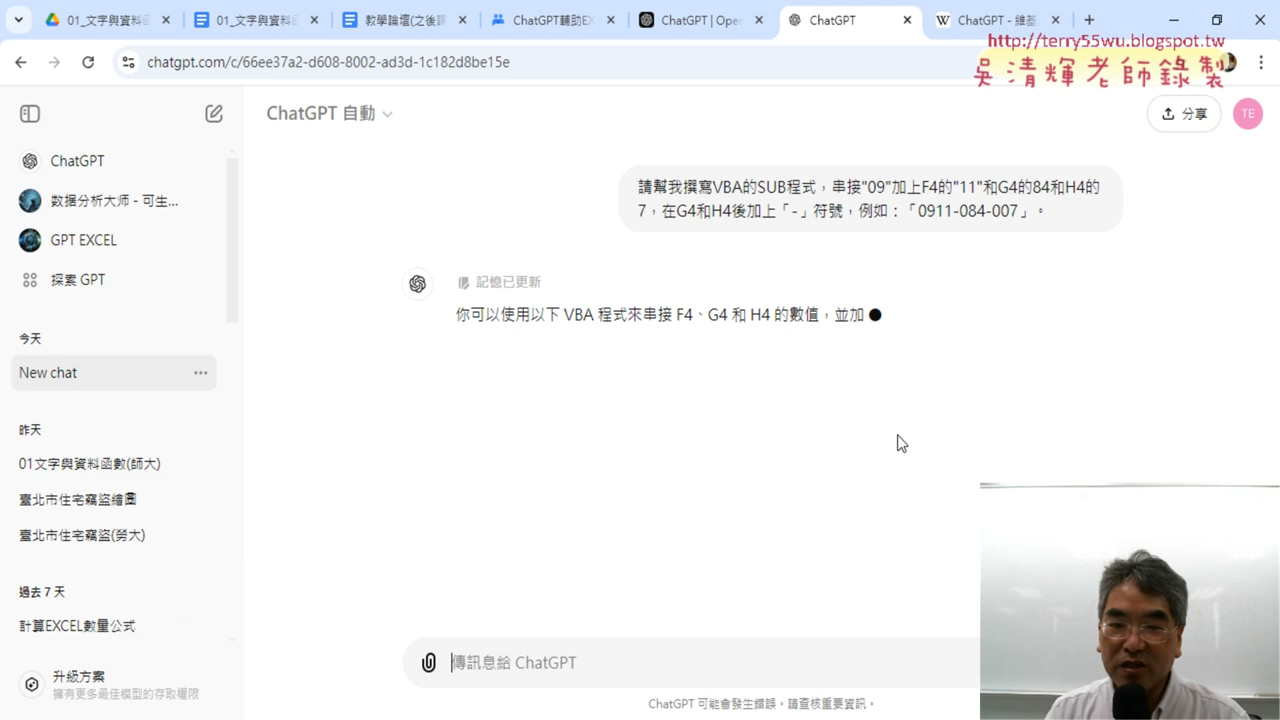 01_文字與資料函
01_文字與資料函
教學論壇(之後課
ChatGPT輔助EX
ChatGPT | Ope
ChatGPT
ChatGPT - 維基
http://terry55wu.blogspot.tw
chatgpt.com/c/66ee37a2-d608-8002-ad3d-1c182d8be15e
吳清輝老師錄製
ChatGPT 自動
分享
TE
ChatGPT
数据分析大师 - 可生...
GPT EXCEL
探索 GPT
今天
New chat
昨天
01文字與資料函數(師大)
臺北市住宅竊盜繪圖
臺北市住宅竊盜(勞大)
過去 7 天
計算EXCEL數量公式
升級方案
擁有更多最佳模型的存取權限
請幫我撰寫VBA的SUB程式，串接"09"加上F4的"11"和G4的84和H4的
7，在G4和H4後加上「-」符號，例如：「0911-084-007」。
記憶已更新
你可以使用以下 VBA 程式來串接 F4、G4 和 H4 的數值，並加
傳訊息給 ChatGPT
ChatGPT 可能會發生錯誤。請查核重要資訊。